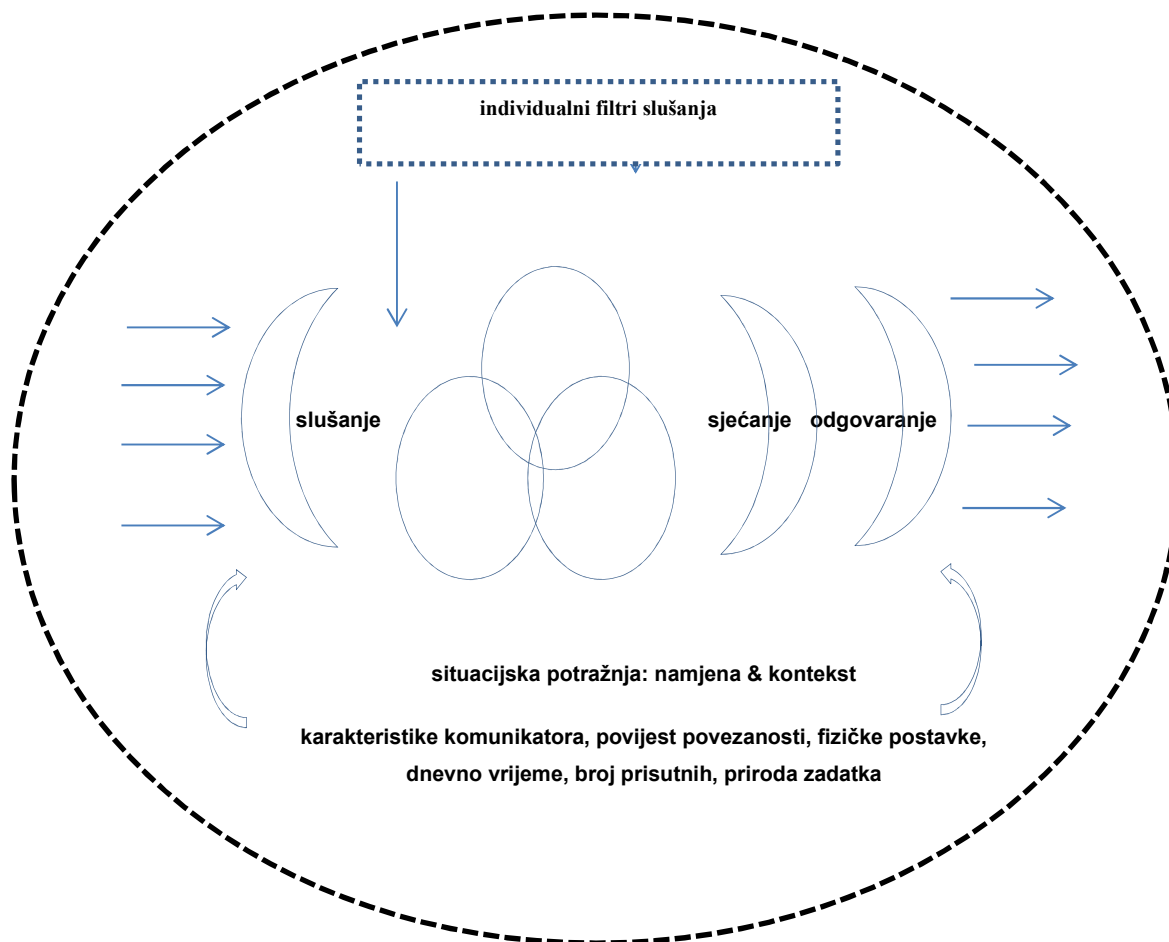 individualni filtri slušanja
slušanje
sjećanje
odgovaranje
situacijska potražnja: namjena & kontekst
karakteristike komunikatora, povijest povezanosti, fizičke postavke,
dnevno vrijeme, broj prisutnih, priroda zadatka